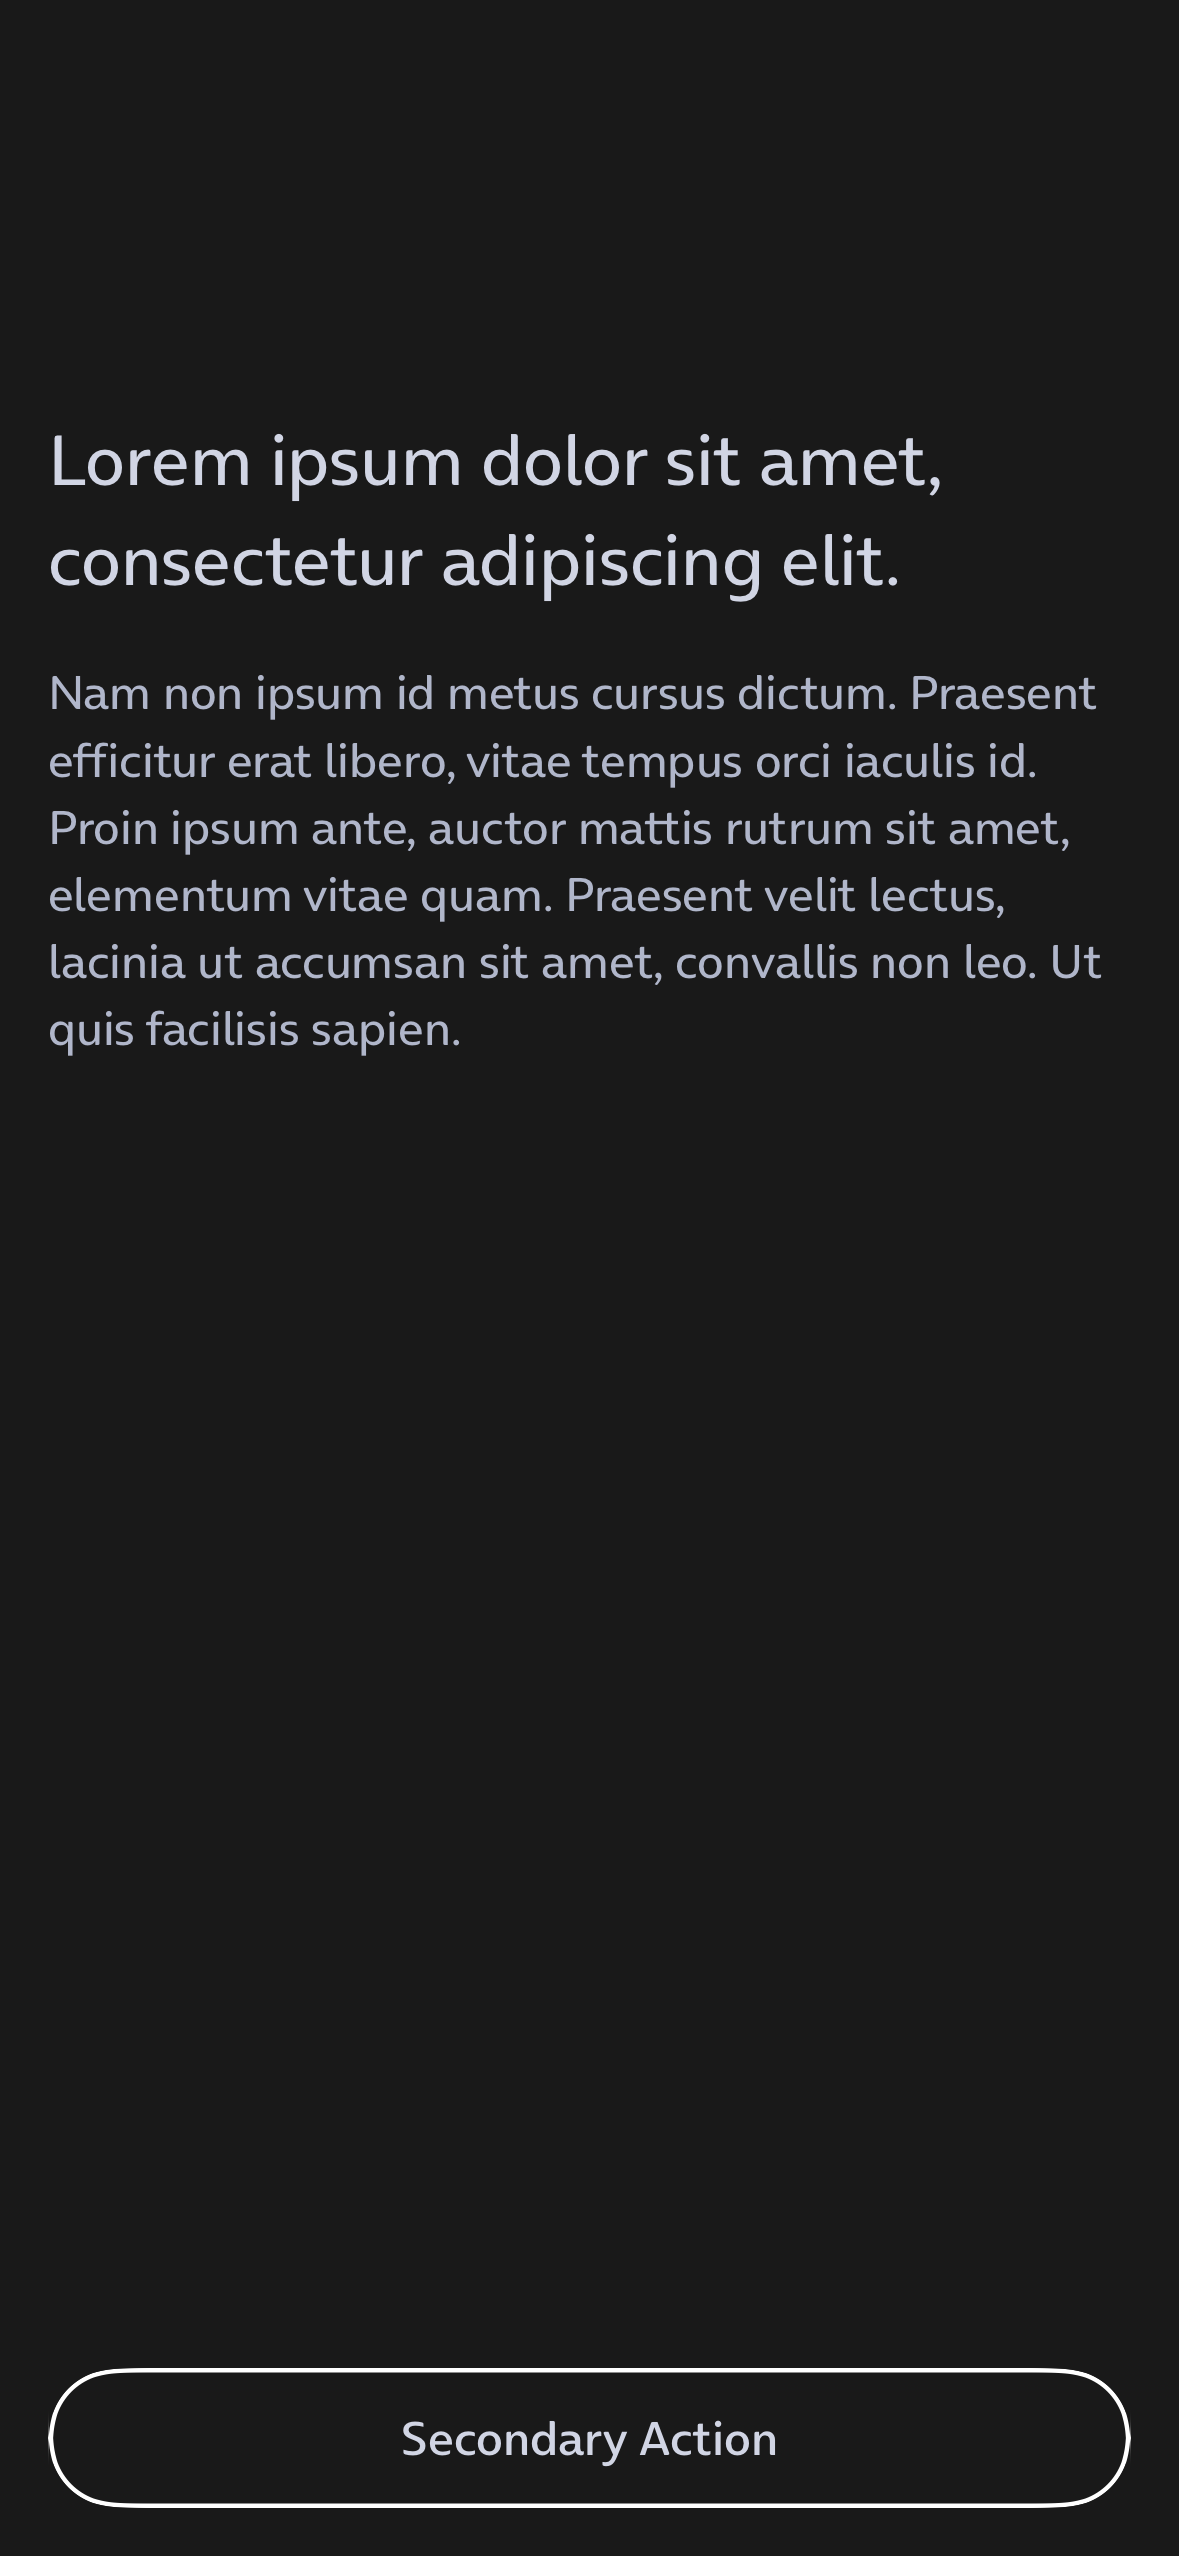 Lorem ipsum dolor sit amet,
consectetur adipiscing elit.
Nam non ipsum id metus cursus dictum. Praesent
efficitur erat libero, vitae tempus orci iaculis id.
Proin ipsum ante, auctor mattis rutrum sit amet,
elementum vitae quam. Praesent velit lectus,
lacinia ut accumsan sit amet, convallis non leo. Ut
quis facilisis sapien.
Secondary Action